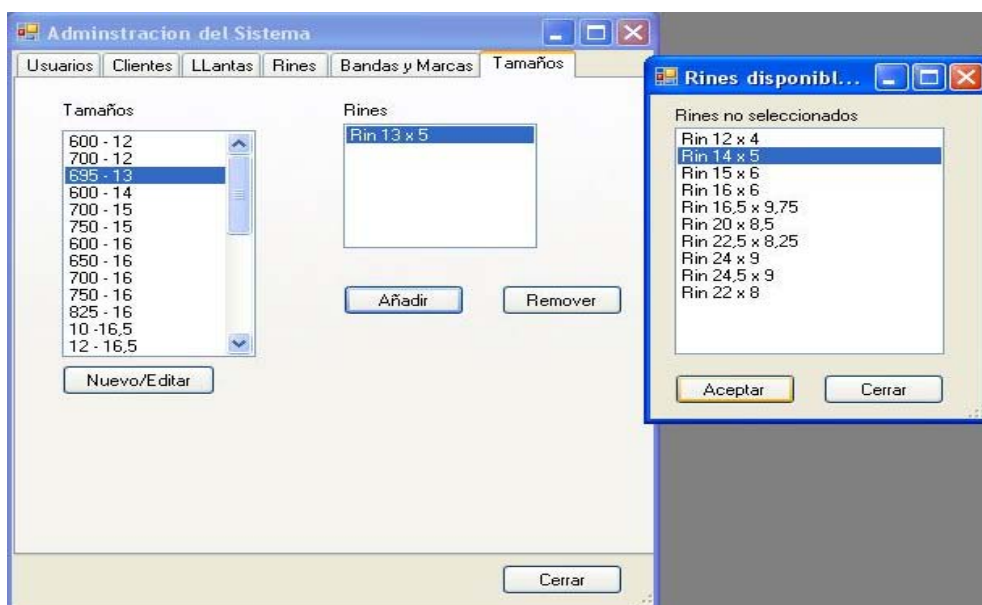 Adminstracion del Sistema
Usuarios Clientes LLantas Rines Bandas y Marcas Tamaños
Tamaños
600 - 12
700 - 12
695 - 13
600 - 14
700 - 15
750 - 15
600 - 16
650 - 16
700 - 16
750 - 16
825 - 16
10 -16,5
12 - 16,5
Nuevo/Editar
Rines
Rin 13 x 5
Añadir Remover
Cerrar
Rines disponibl...
Rines no seleccionados
Rin 12 x 4
Rin 14 x 5
Rin 15 x 6
Rin 16 x 6
Rin 16,5 x 9,75
Rin 20 x 8,5
Rin 22,5 x 8,25
Rin 24 x 9
Rin 24,5 x 9
Rin 22 x 8
Aceptar Cerrar